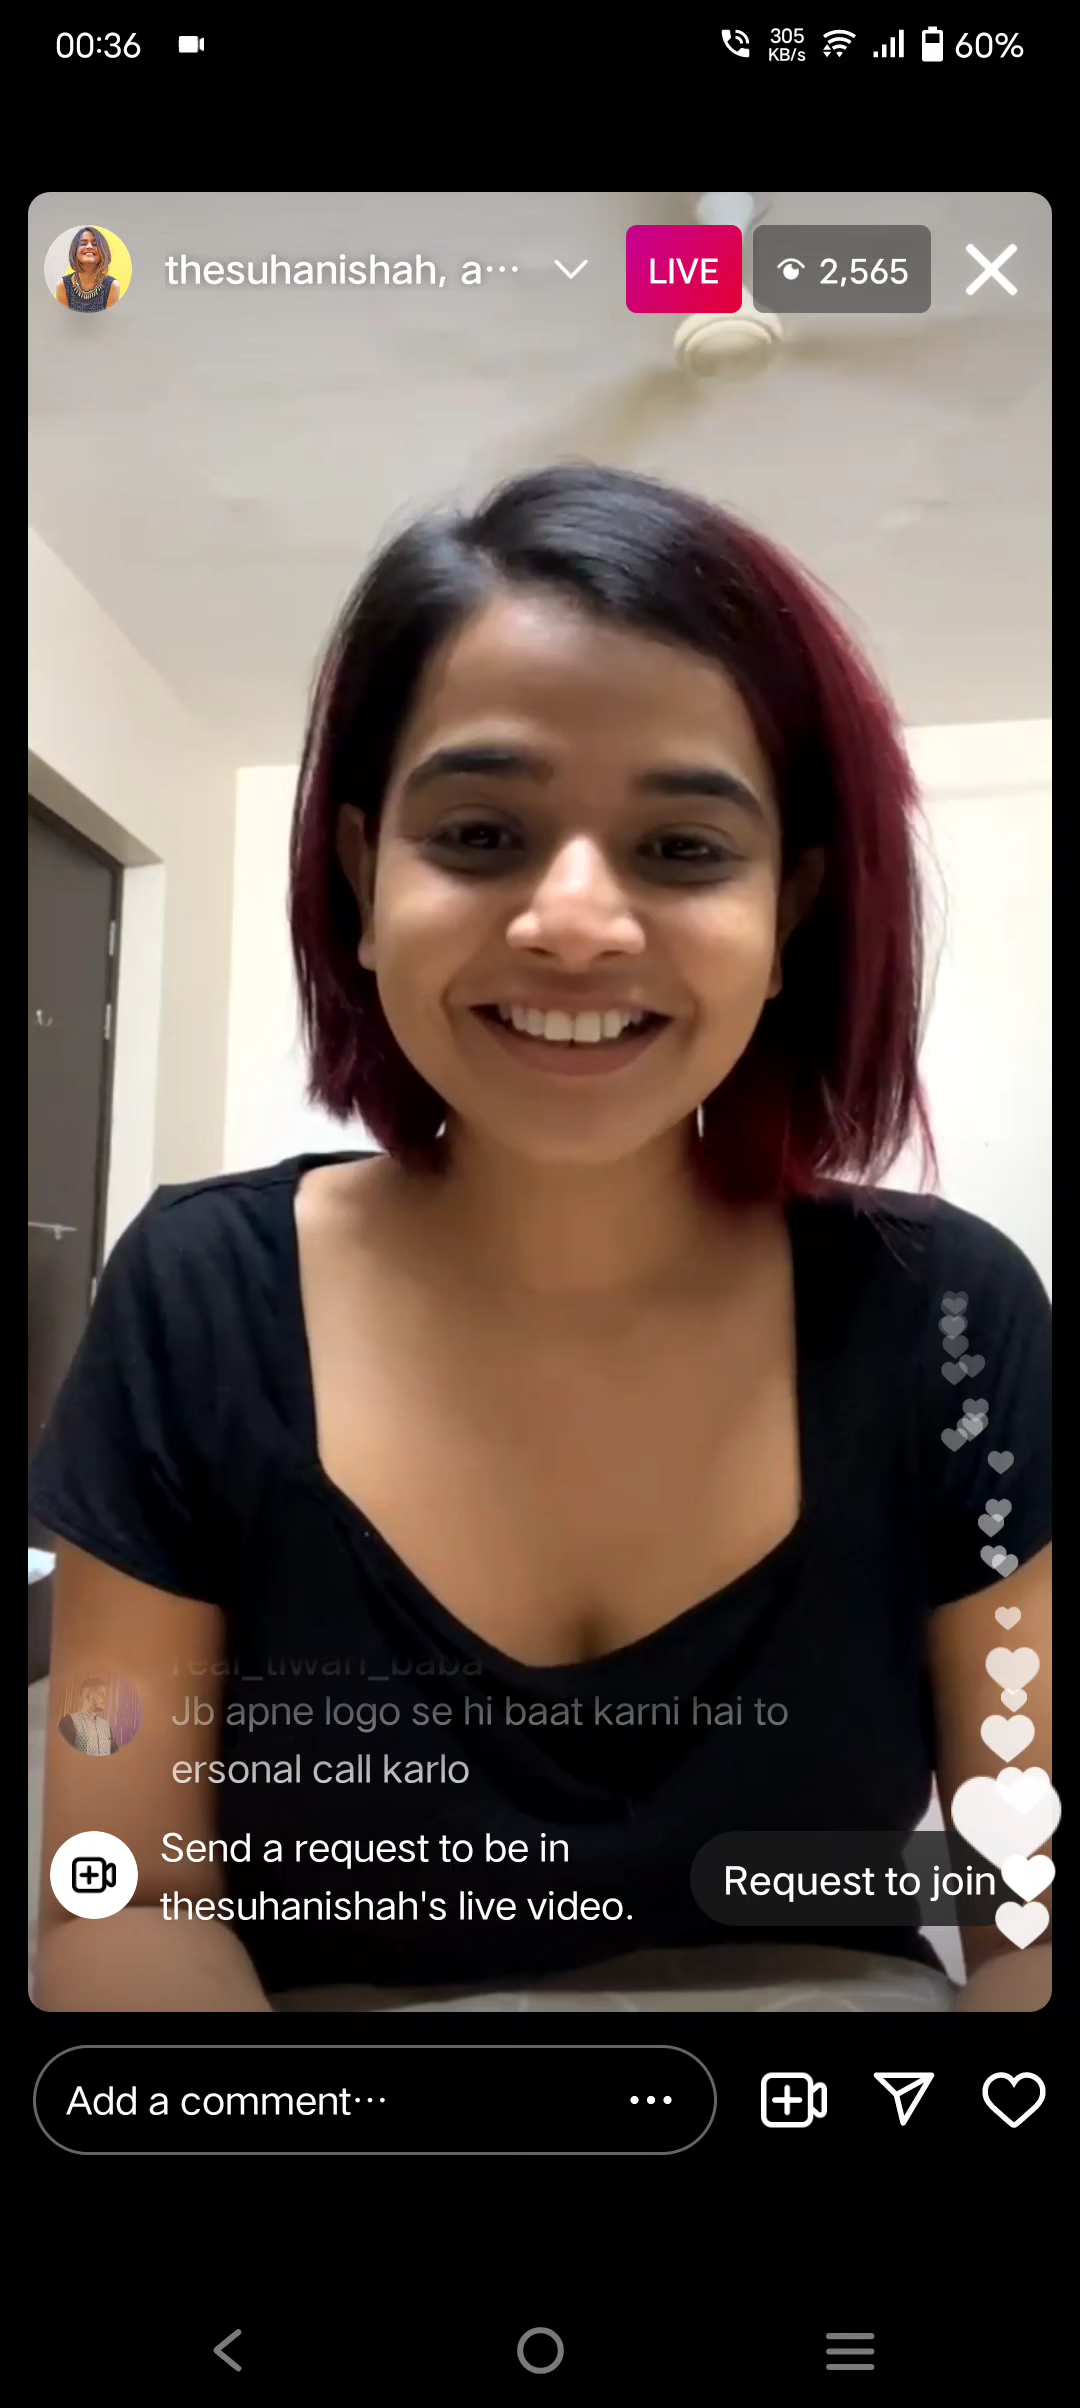 00:36
305
KB/s
60%
thesuhanishah, a···
LIVE
2,565
real_tiwari_baba
Jb apne logo se hi baat karni hai to
ersonal call karlo
Send a request to be in
thesuhanishah's live video.
Request to join
Add a comment···